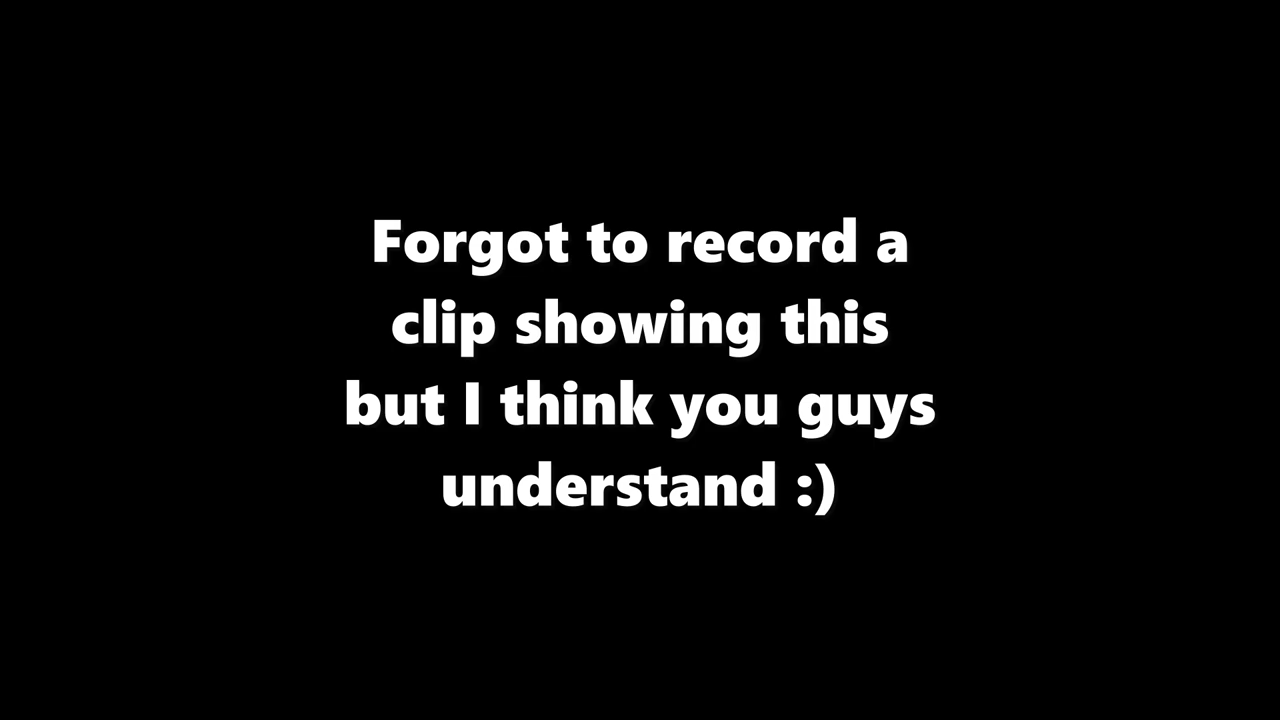 Forgot to record a
clip showing this
but I think you guys
understand :)